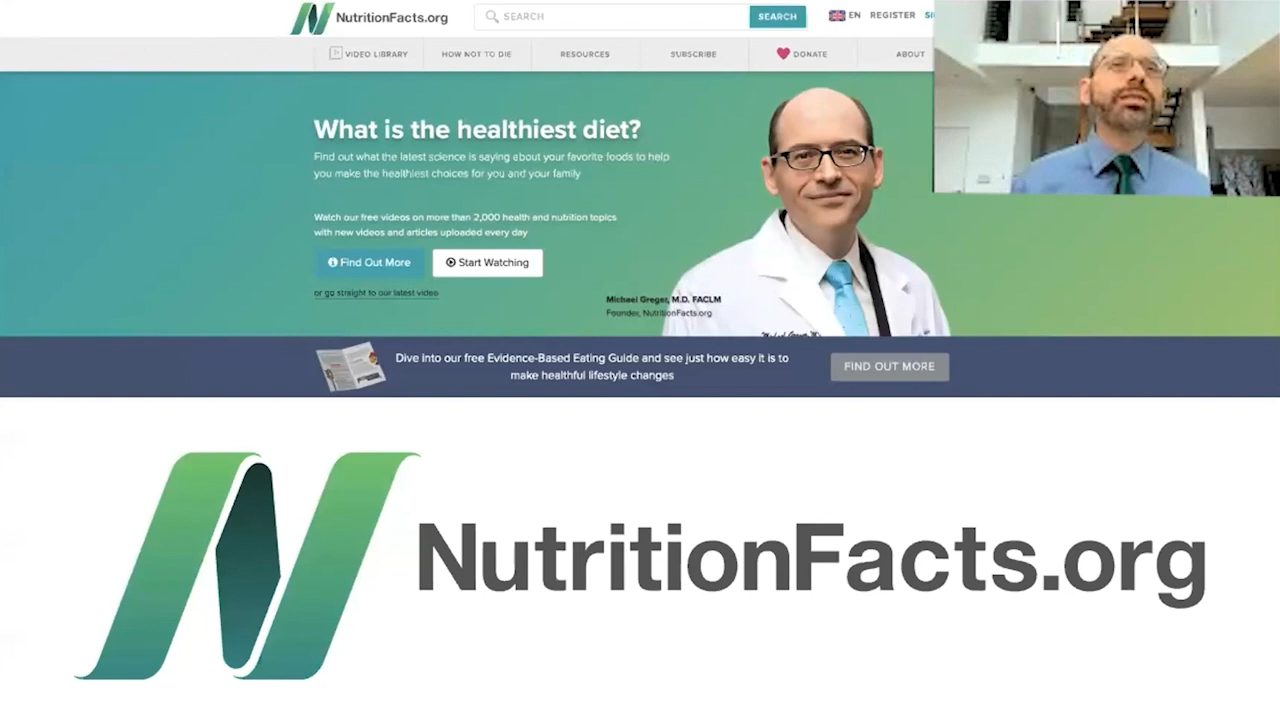 NutritionFacts.org
SEARCH
SEARCH
EN
REGISTER
VIDEO LIBRARY
HOW NOT TO DIE
RESOURCES
SUBSCRIBE
DONATE
ABOUT
What is the healthiest diet?
Find out what the latest science is saying about your favorite foods to help
you make the healthiest choices for you and your family
Watch our free videos on more than 2,000 health and nutrition topics
with new videos and articles uploaded every day
Find Out More
Start Watching
or go straight to our latest video
Michael Greger, M.D. FACLM
Founder, NutritionFacts.org
Dive into our free Evidence-Based Eating Guide and see just how easy it is to
make healthful lifestyle changes
FIND OUT MORE
NutritionFacts.org